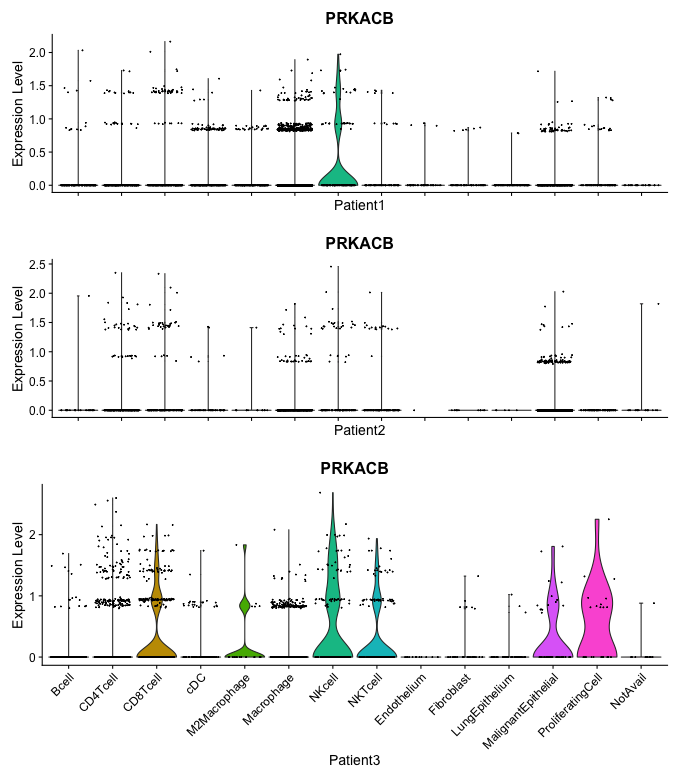 PRKACB
Expression Level
2.0
1.5
1.0
0.5
0.0
Patient1
PRKACB
Expression Level
2.5
2.0
1.5
1.0
0.5
0.0
Patient2
PRKACB
Expression Level
2
1
0
Bcell
CD4Tcell
CD8Tcell
cDC
M2Macrophage
Macrophage
NKcell
NKTcell
Endothelium
Fibroblast
LungEpithelium
MalignantEpithelial
ProliferatingCell
NotAvail
Patient3